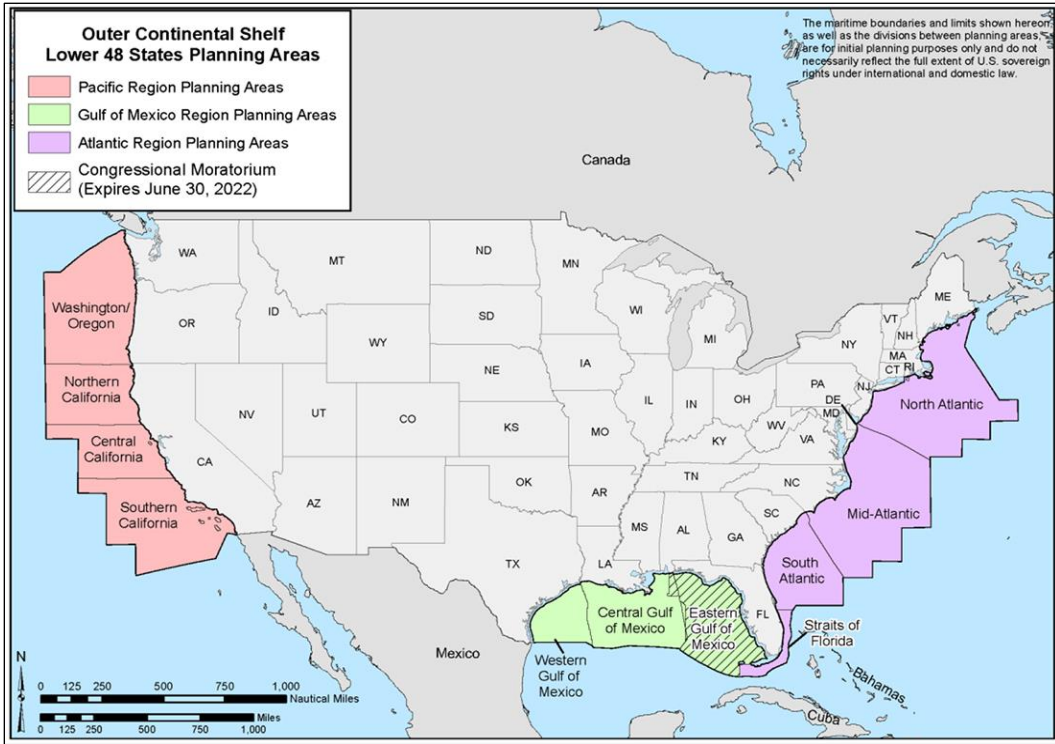 Outer Continental Shelf
Lower 48 States Planning Areas
Pacific Region Planning Areas
Gulf of Mexico Region Planning Areas
Atlantic Region Planning Areas
Congressional Moratorium
(Expires June 30, 2022)
The maritime boundaries and limits shown hereon,
as well as the divisions between planning areas,
are for initial planning purposes only and do not
necessarily reflect the full extent of U.S. sovereign
rights under international and domestic law.
Canada
WA
MT
ND
MN
ME
OR
ID
WY
SD
WI
MI
NY
VT
NH
MA
CT
RI
NV
UT
CO
NE
IA
IL
IN
OH
PA
NJ
DE
MD
WV
VA
CA
AZ
NM
KS
OK
MO
AR
KY
TN
NC
SC
TX
LA
MS
AL
GA
FL
Washington/
Oregon
Northern
California
Central
California
Southern
California
North Atlantic
Mid-Atlantic
South
Atlantic
Straits of
Florida
Western
Gulf of
Mexico
Central Gulf
of Mexico
Eastern
Gulf of
Mexico
Mexico
Bahamas
Cuba
N
0 125 250 500 750 1,000
Nautical Miles
Miles
0 125 250 500 750 1,000